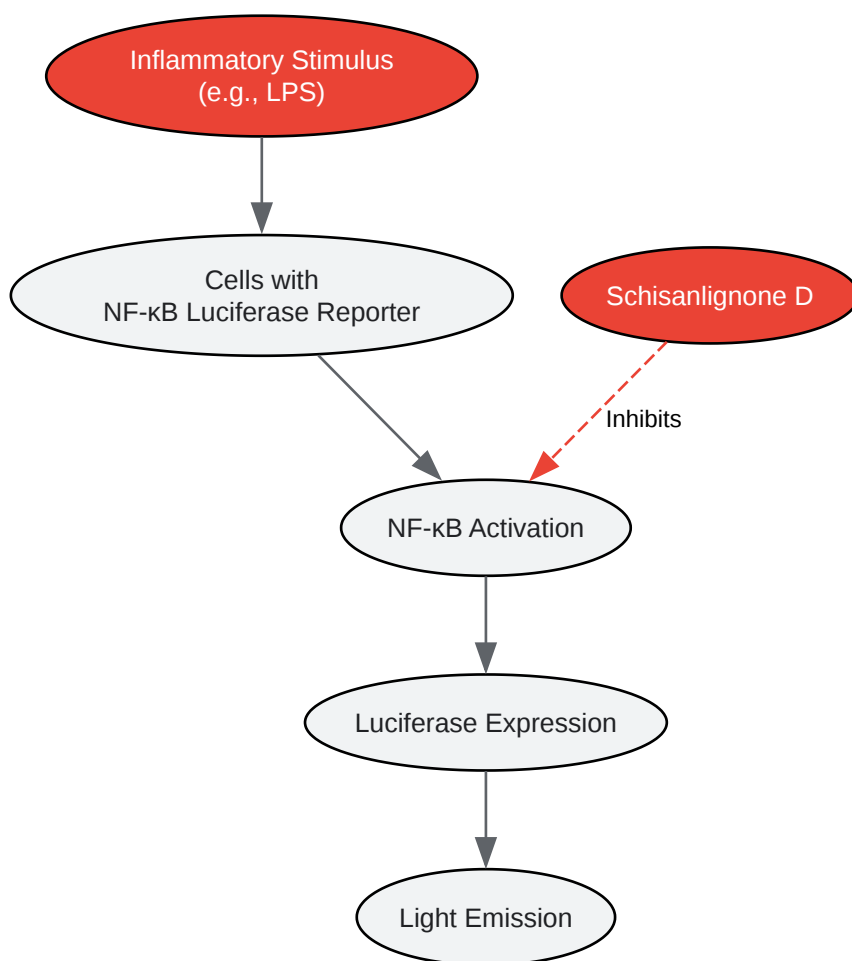 Inflammatory Stimulus
(e.g., LPS)
Cells with
NF-κB Luciferase Reporter
Schisanlignone D
Inhibits
NF-κB Activation
Luciferase Expression
Light Emission